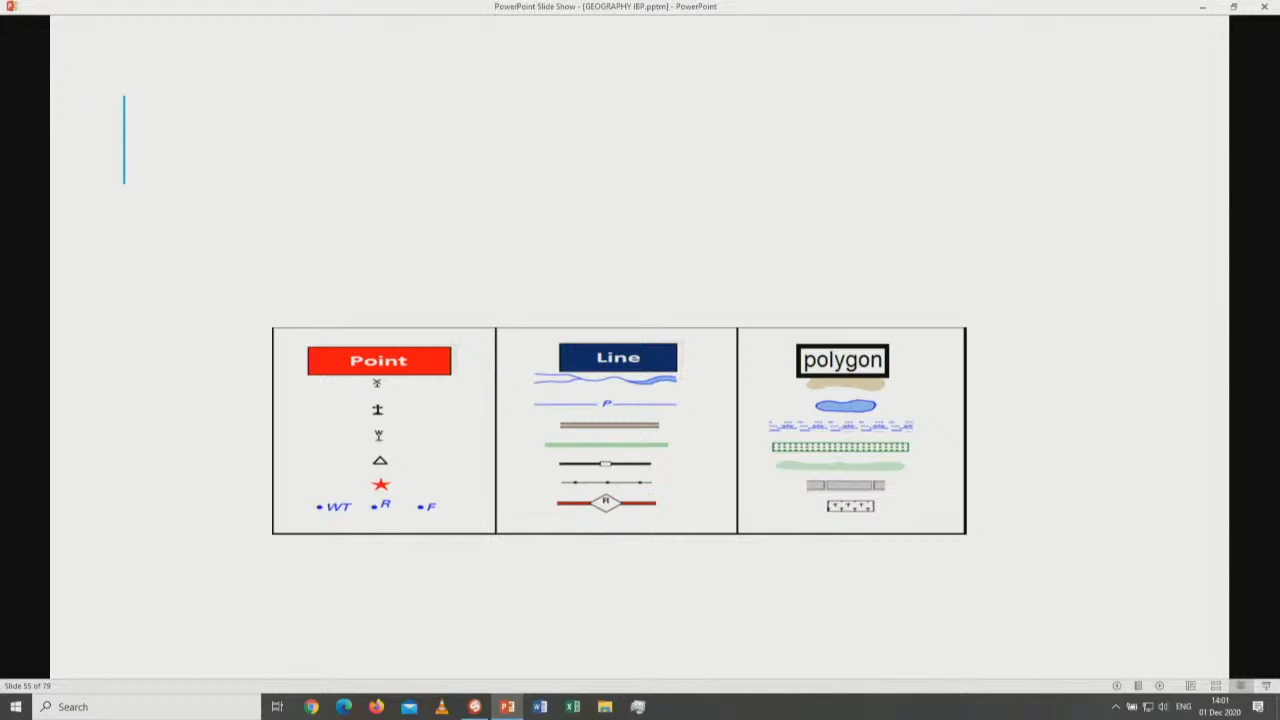 PowerPoint Slide Show - [GEOGRAPHY IBP.pptm] - PowerPoint
Point
Line
polygon
P
R
WT R F
Slide 55 of 79
Search
ENG
14:01
01 Dec 2020